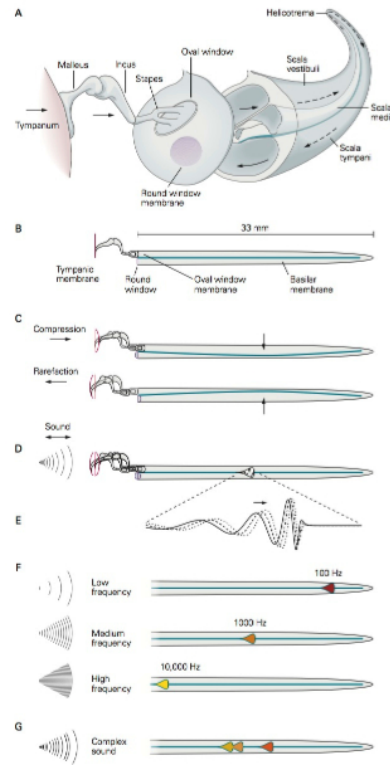 A
Helicotrema
Oval window
Malleus
Incus
Stapes
Scala
vestibuli
Tympanum
Scala
medi
Scala
tympani
Round window
membrane
B
33 mm
Tympanic
membrane
Round
window
Oval window
membrane
Basilar
membrane
C
Compression
Rarefaction
Sound
D
E
F
100 Hz
Low
frequency
1000 Hz
Medium
frequency
10,000 Hz
High
frequency
G
Complex
sound